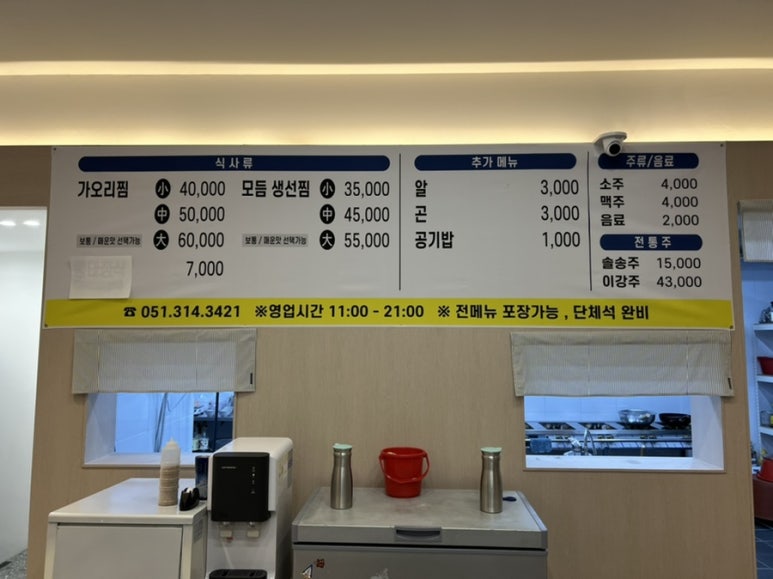 식사류
가오리찜 小 40,000
中 50,000
보통 / 매운맛 선택가능 大 60,000
7,000
모듬 생선찜 小 35,000
中 45,000
보통 / 매운맛 선택가능 大 55,000
추가 메뉴
알 3,000
곤 3,000
공기밥 1,000
주류/음료
소주 4,000
맥주 4,000
음료 2,000
전통주
솔송주 15,000
이강주 43,000
☎ 051.314.3421 ※영업시간 11:00 - 21:00 ※ 전메뉴 포장가능 , 단체석 완비